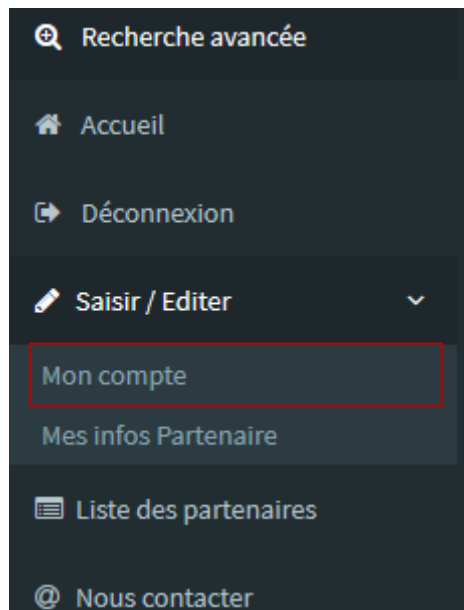 Recherche avancée
Accueil
Déconnexion
Saisir / Editer
Mon compte
Mes infos Partenaire
Liste des partenaires
@ Nous contacter